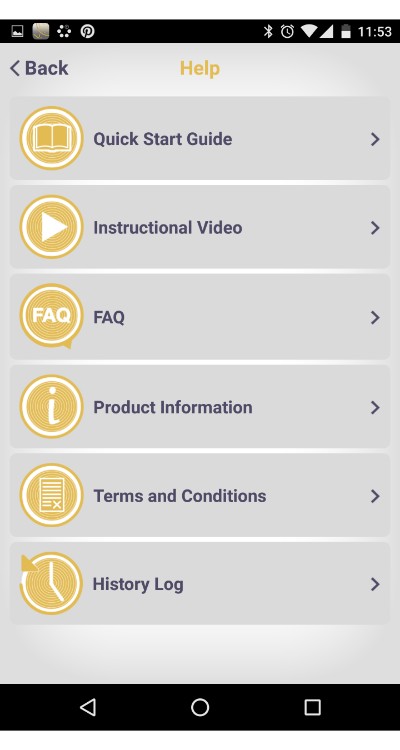 11:53
Back
Help
Quick Start Guide
Instructional Video
FAQ
FAQ
Product Information
Terms and Conditions
History Log